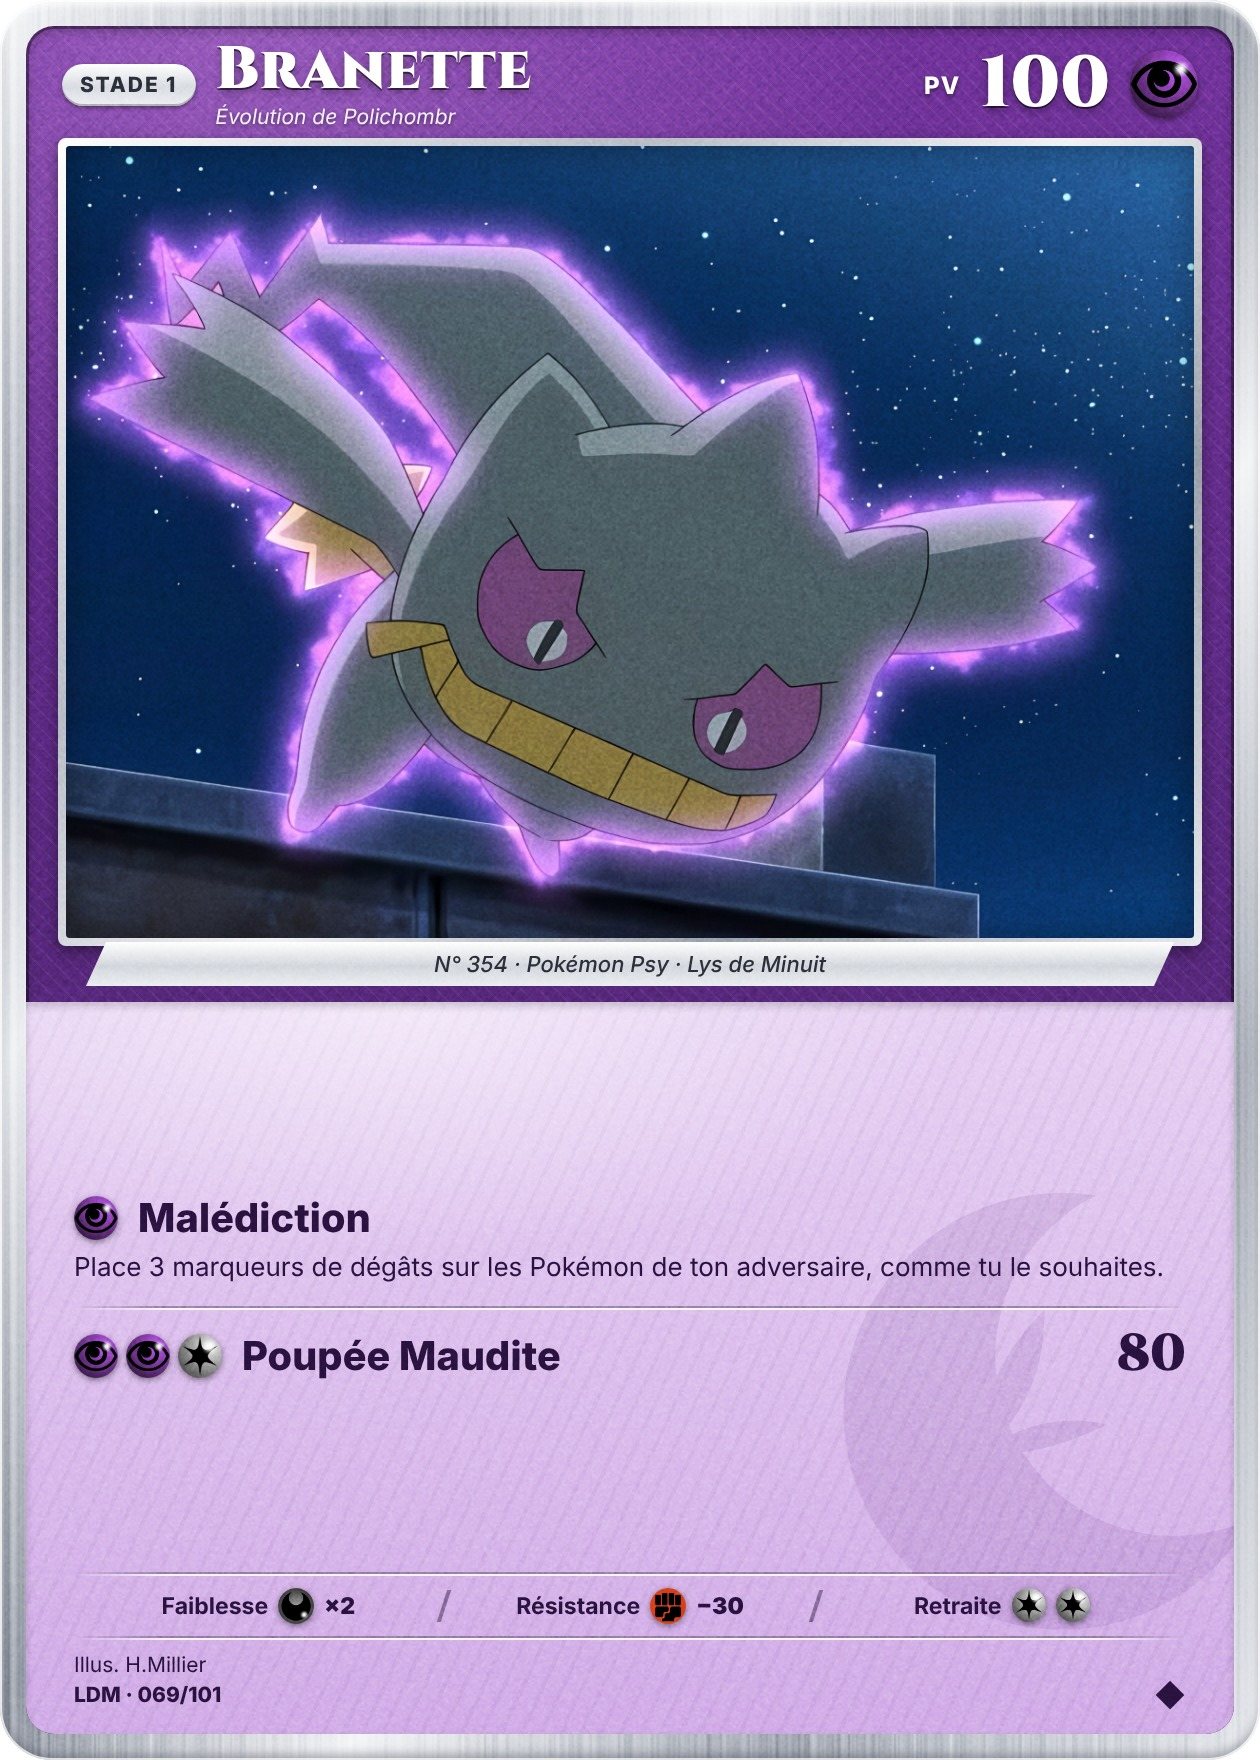 STADE 1
BRANETTE
Évolution de Polichombr
PV 100
N° 354 · Pokémon Psy · Lys de Minuit
Malédiction
Place 3 marqueurs de dégâts sur les Pokémon de ton adversaire, comme tu le souhaites.
Poupée Maudite 80
Faiblesse ×2 / Résistance −30 / Retraite
Illus. H.Millier
LDM · 069/101